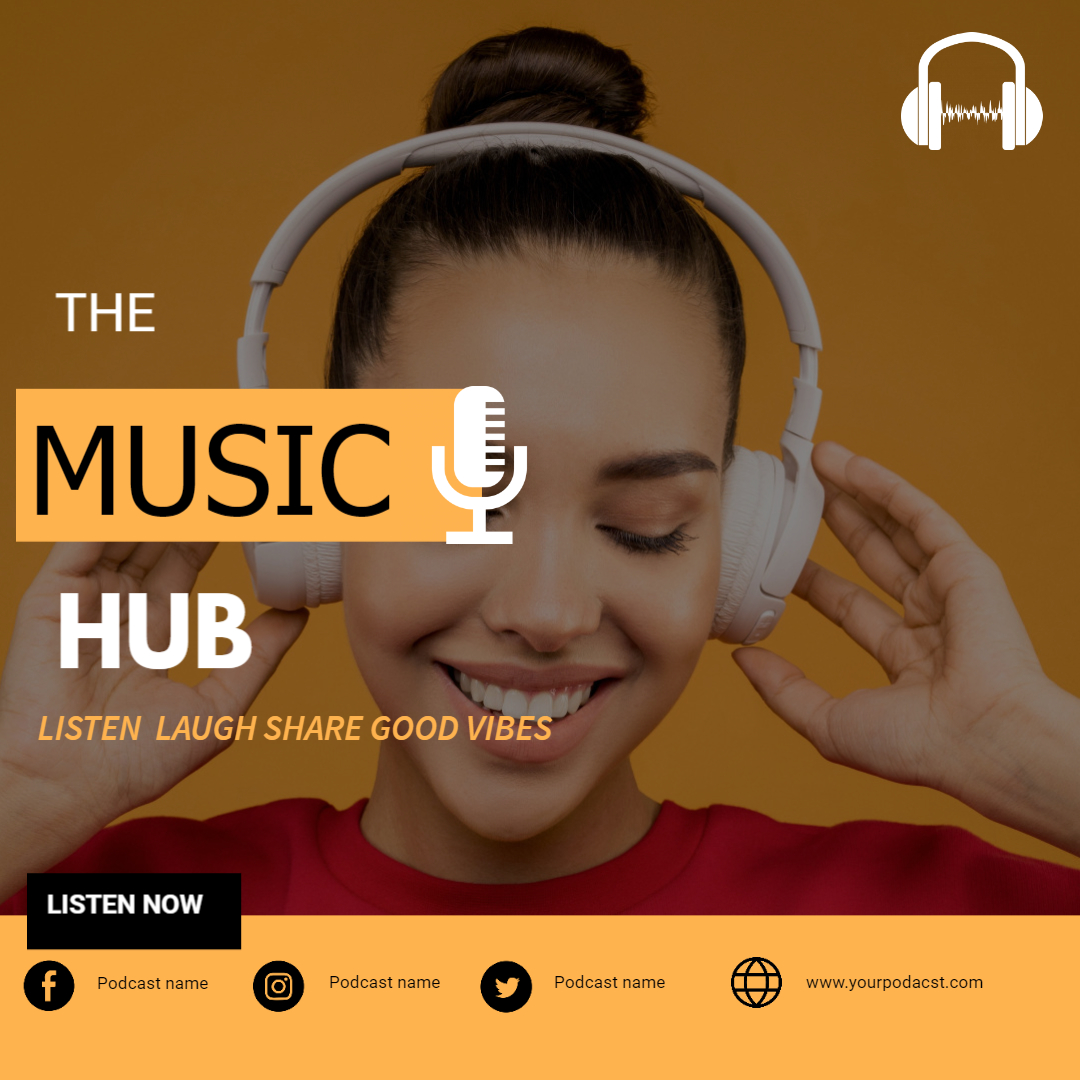 THE
MUSIC
HUB
LISTEN LAUGH SHARE GOOD VIBES
LISTEN NOW
Podcast name
Podcast name
Podcast name
www.yourpodacst.com